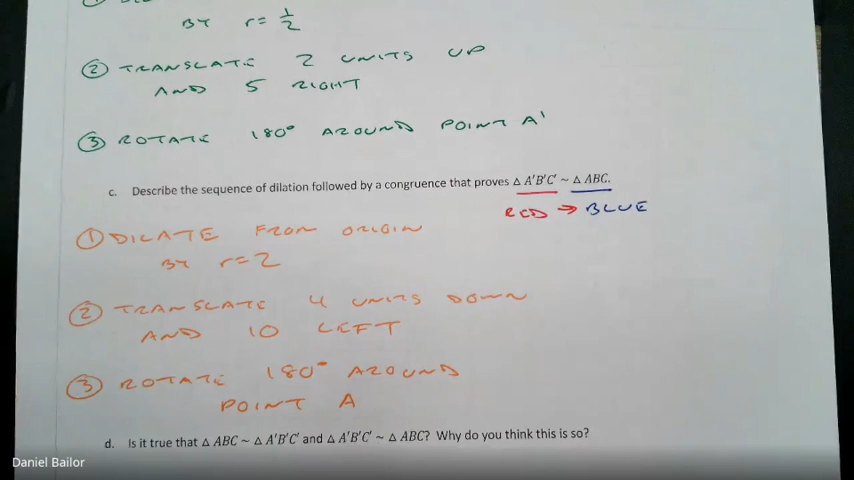 BY r = 1/2
② TRANSLATE 2 UNITS UP
AND 5 RIGHT
③ ROTATE 180° AROUND POINT A'
c. Describe the sequence of dilation followed by a congruence that proves △ A'B'C' ~ △ ABC.
RED → BLUE
① DILATE FROM ORIGIN
BY r = 2
② TRANSLATE 4 UNITS DOWN
AND 10 LEFT
③ ROTATE 180° AROUND
POINT A
d. Is it true that △ ABC ~ △ A'B'C' and △ A'B'C' ~ △ ABC? Why do you think this is so?
Daniel Bailor